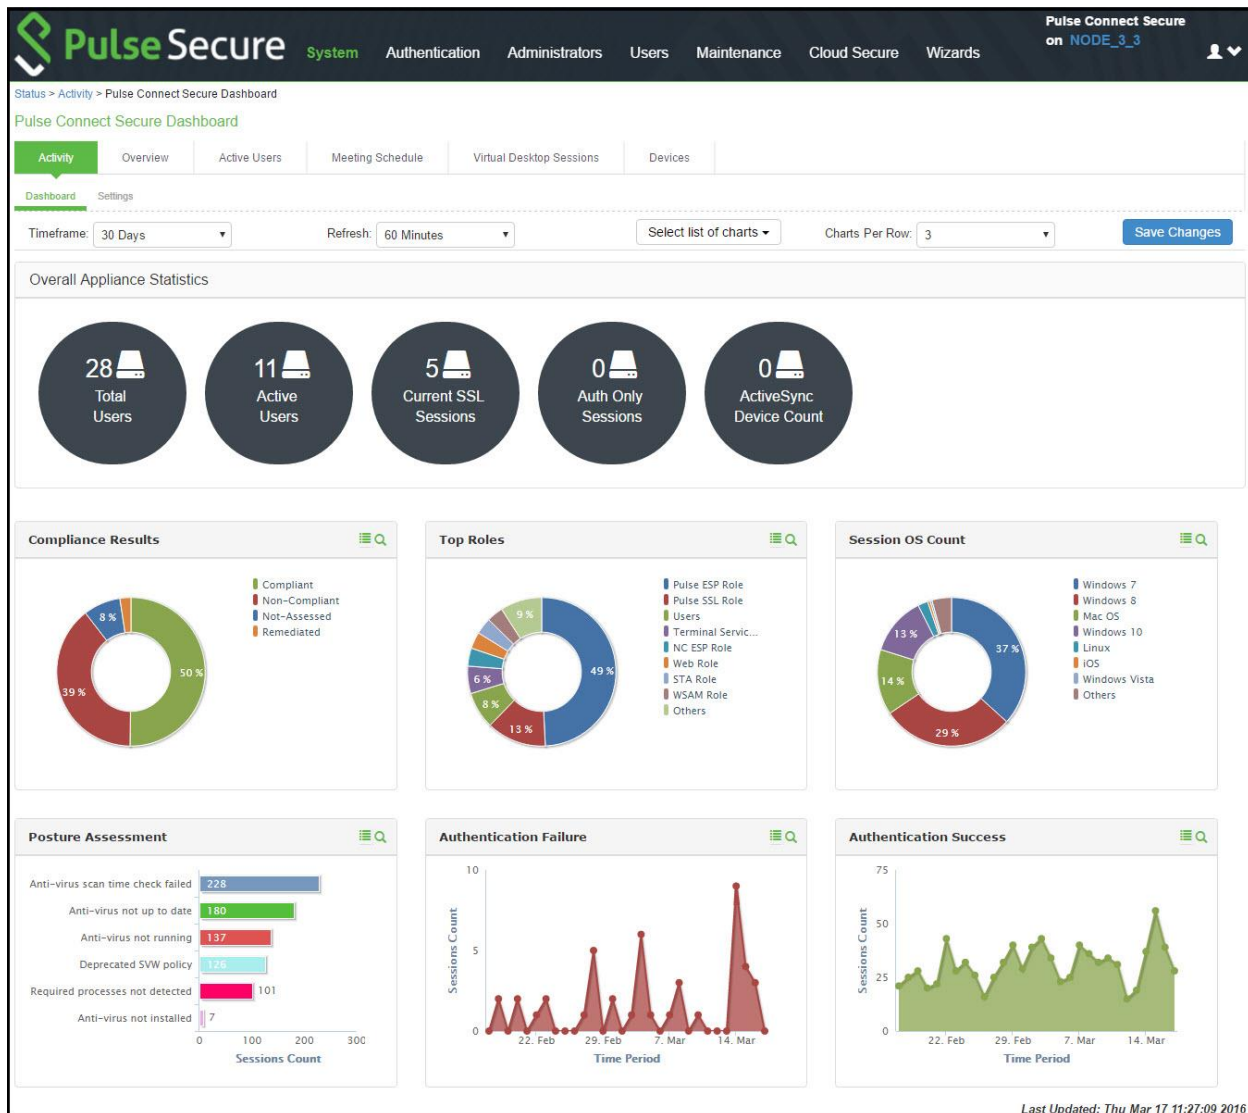 Pulse Secure
System Authentication Administrators Users Maintenance Cloud Secure Wizards
Pulse Connect Secure
on NODE_3_3
Status > Activity > Pulse Connect Secure Dashboard
Pulse Connect Secure Dashboard
Activity Overview Active Users Meeting Schedule Virtual Desktop Sessions Devices
Dashboard Settings
Timeframe: 30 Days Refresh: 60 Minutes Select list of charts Charts Per Row: 3 Save Changes
Overall Appliance Statistics
28
Total
Users
11
Active
Users
5
Current SSL
Sessions
0
Auth Only
Sessions
0
ActiveSync
Device Count
Compliance Results
Compliant
Non-Compliant
Not-Assessed
Remediated
8 %
50 %
39 %
Top Roles
Pulse ESP Role
Pulse SSL Role
Users
Terminal Servic...
NC ESP Role
Web Role
STA Role
WSAM Role
Others
9 %
49 %
6 %
8 %
13 %
Session OS Count
Windows 7
Windows 8
Mac OS
Windows 10
Linux
iOS
Windows Vista
Others
13 %
37 %
14 %
29 %
Posture Assessment
Anti-virus scan time check failed 228
Anti-virus not up to date 180
Anti-virus not running 137
Deprecated SVW policy 126
Required processes not detected 101
Anti-virus not installed 7
0 100 200 300
Sessions Count
Authentication Failure
10
5
0
Sessions Count
22. Feb 29. Feb 7. Mar 14. Mar
Time Period
Authentication Success
75
50
25
0
Sessions Count
22. Feb 29. Feb 7. Mar 14. Mar
Time Period
Last Updated: Thu Mar 17 11:27:09 2016